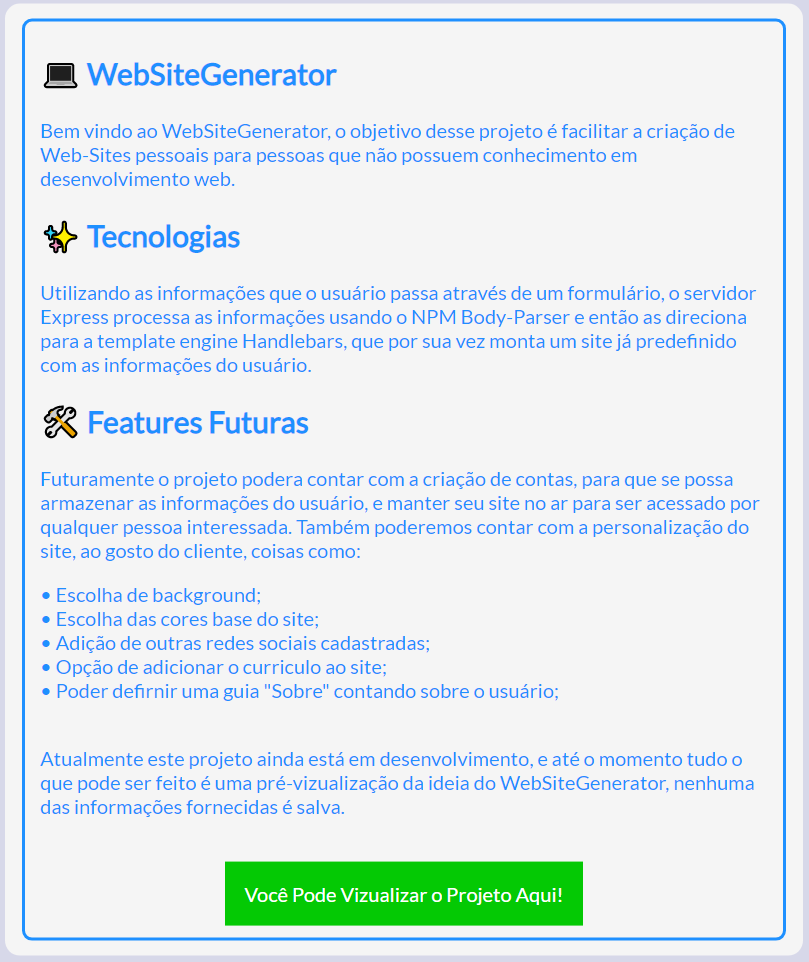 WebSiteGenerator
Bem vindo ao WebSiteGenerator, o objetivo desse projeto é facilitar a criação de
Web-Sites pessoais para pessoas que não possuem conhecimento em
desenvolvimento web.
Tecnologias
Utilizando as informações que o usuário passa através de um formulário, o servidor
Express processa as informações usando o NPM Body-Parser e então as direciona
para a template engine Handlebars, que por sua vez monta um site já predefinido
com as informações do usuário.
Features Futuras
Futuramente o projeto podera contar com a criação de contas, para que se possa
armazenar as informações do usuário, e manter seu site no ar para ser acessado por
qualquer pessoa interessada. Também poderemos contar com a personalização do
site, ao gosto do cliente, coisas como:
• Escolha de background;
• Escolha das cores base do site;
• Adição de outras redes sociais cadastradas;
• Opção de adicionar o curriculo ao site;
• Poder defirnir uma guia "Sobre" contando sobre o usuário;
Atualmente este projeto ainda está em desenvolvimento, e até o momento tudo o
que pode ser feito é uma pré-vizualização da ideia do WebSiteGenerator, nenhuma
das informações fornecidas é salva.
Você Pode Vizualizar o Projeto Aqui!